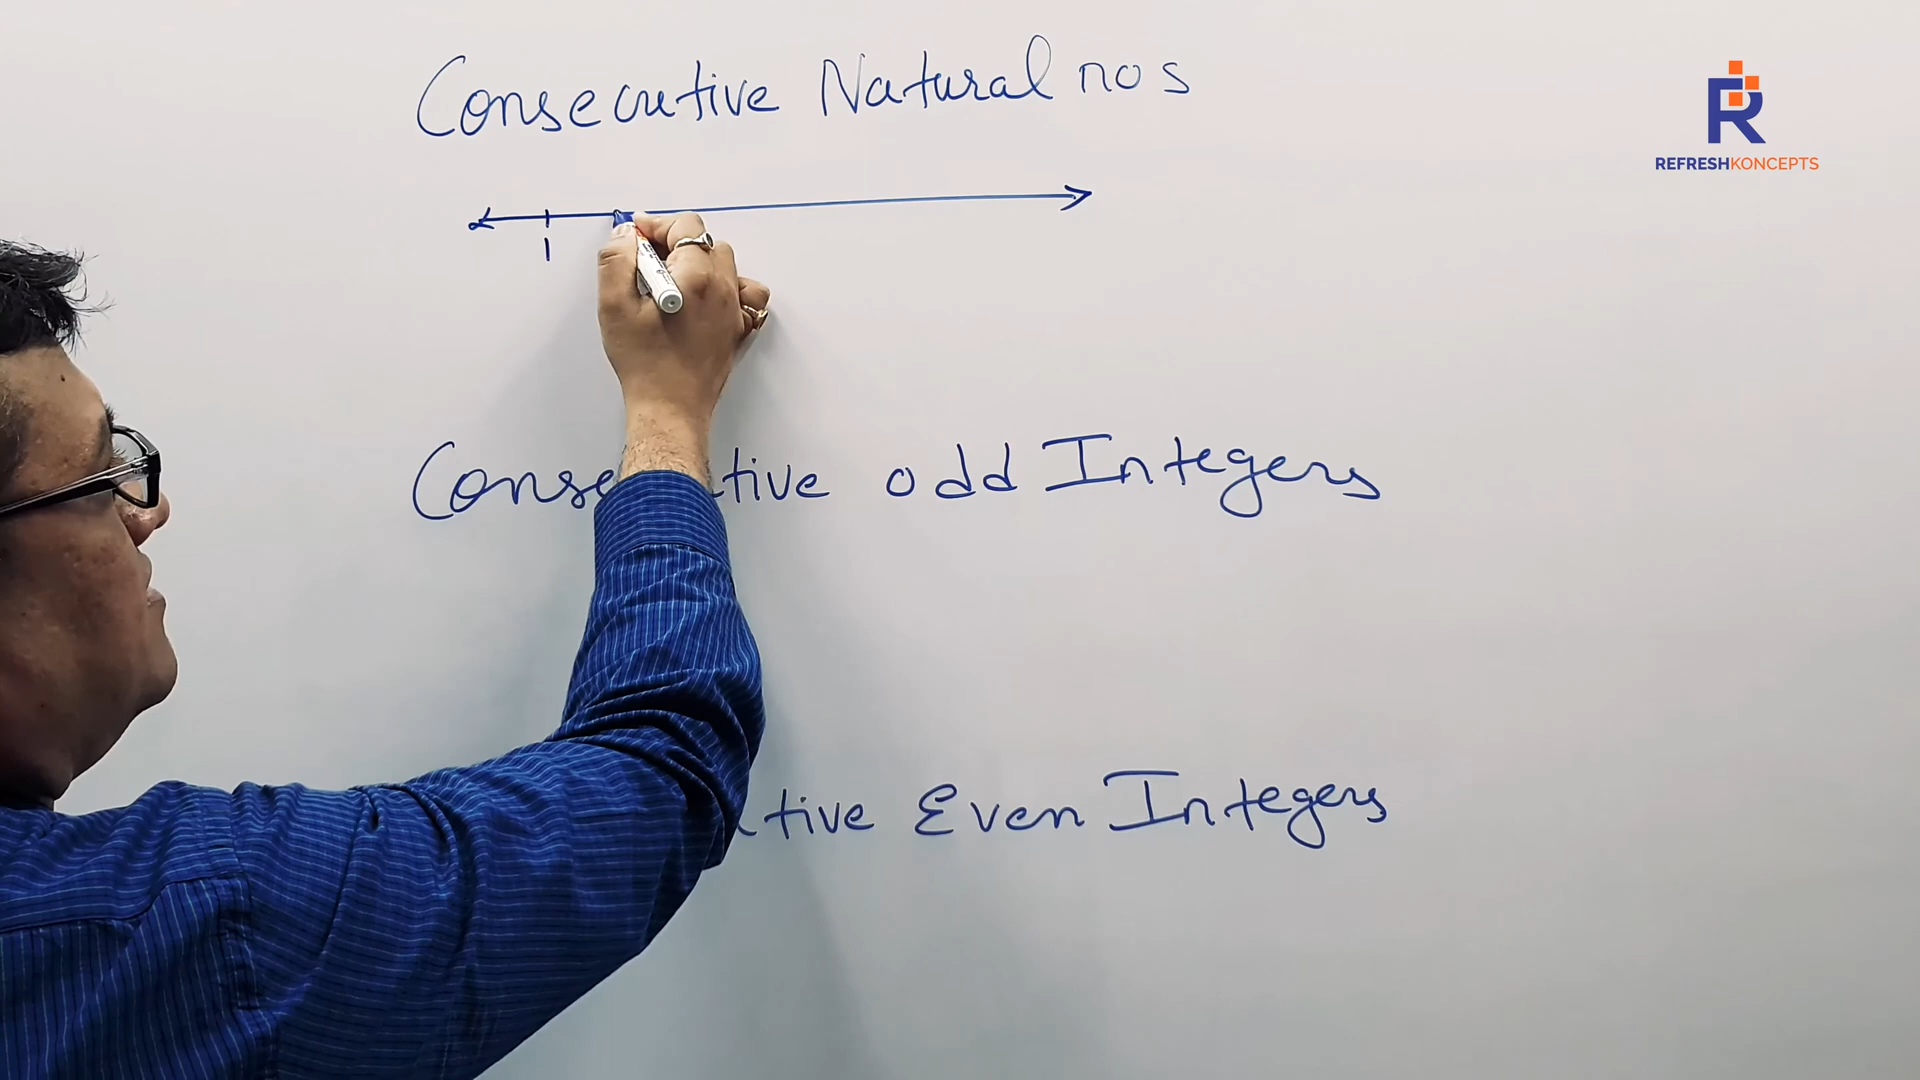 Consecutive Natural nos
REFRESHKONCEPTS
1
Conse tive odd Integers
tive Even Integers